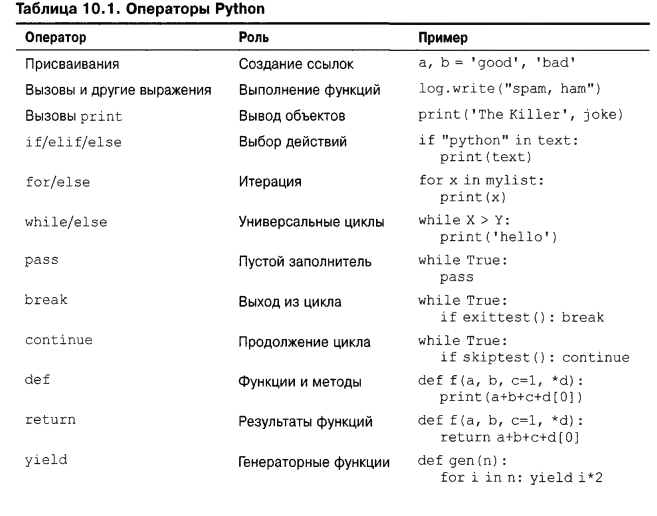 Таблица 10.1. Операторы Python
Оператор Роль Пример
Присваивания Создание ссылок a, b = 'good', 'bad'
Вызовы и другие выражения Выполнение функций log.write("spam, ham")
Вызовы print Вывод объектов print('The Killer', joke)
if/elif/else Выбор действий if "python" in text:
print(text)
for/else Итерация for x in mylist:
print(x)
while/else Универсальные циклы while X > Y:
print('hello')
pass Пустой заполнитель while True:
pass
break Выход из цикла while True:
if exittest(): break
continue Продолжение цикла while True:
if skiptest(): continue
def Функции и методы def f(a, b, c=1, *d):
print(a+b+c+d[0])
return Результаты функций def f(a, b, c=1, *d):
return a+b+c+d[0]
yield Генераторные функции def gen(n):
for i in n: yield i*2